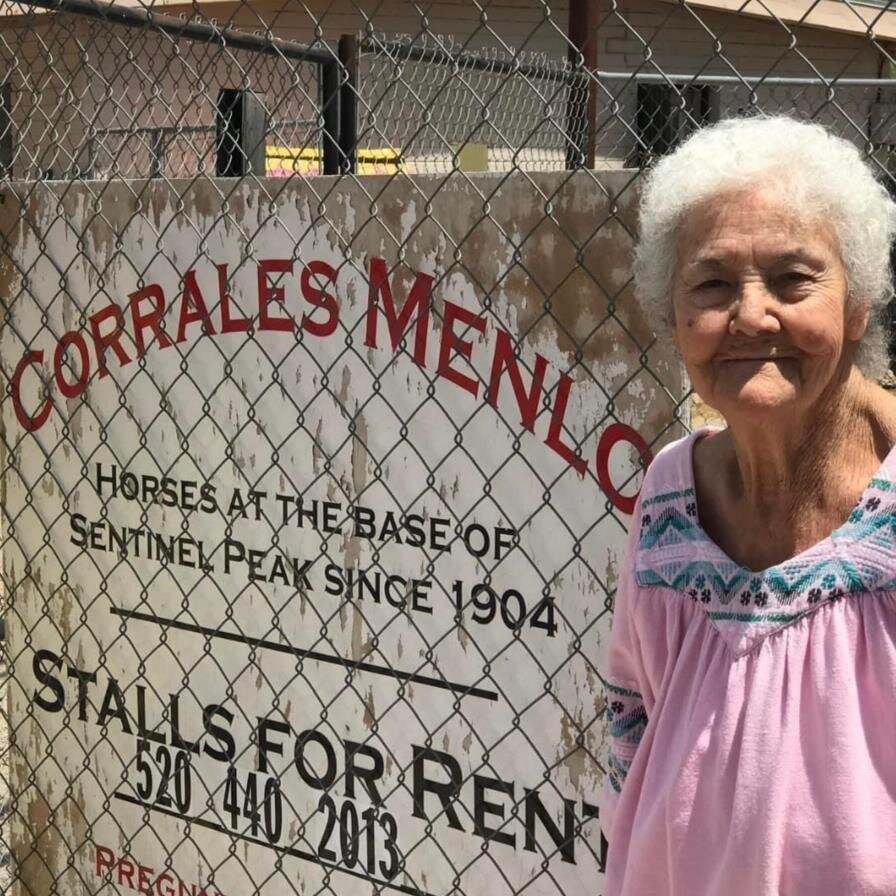 CORRALES MENLO
HORSES AT THE BASE OF
SENTINEL PEAK SINCE 1904
STALLS FOR RENT
520 440 2013